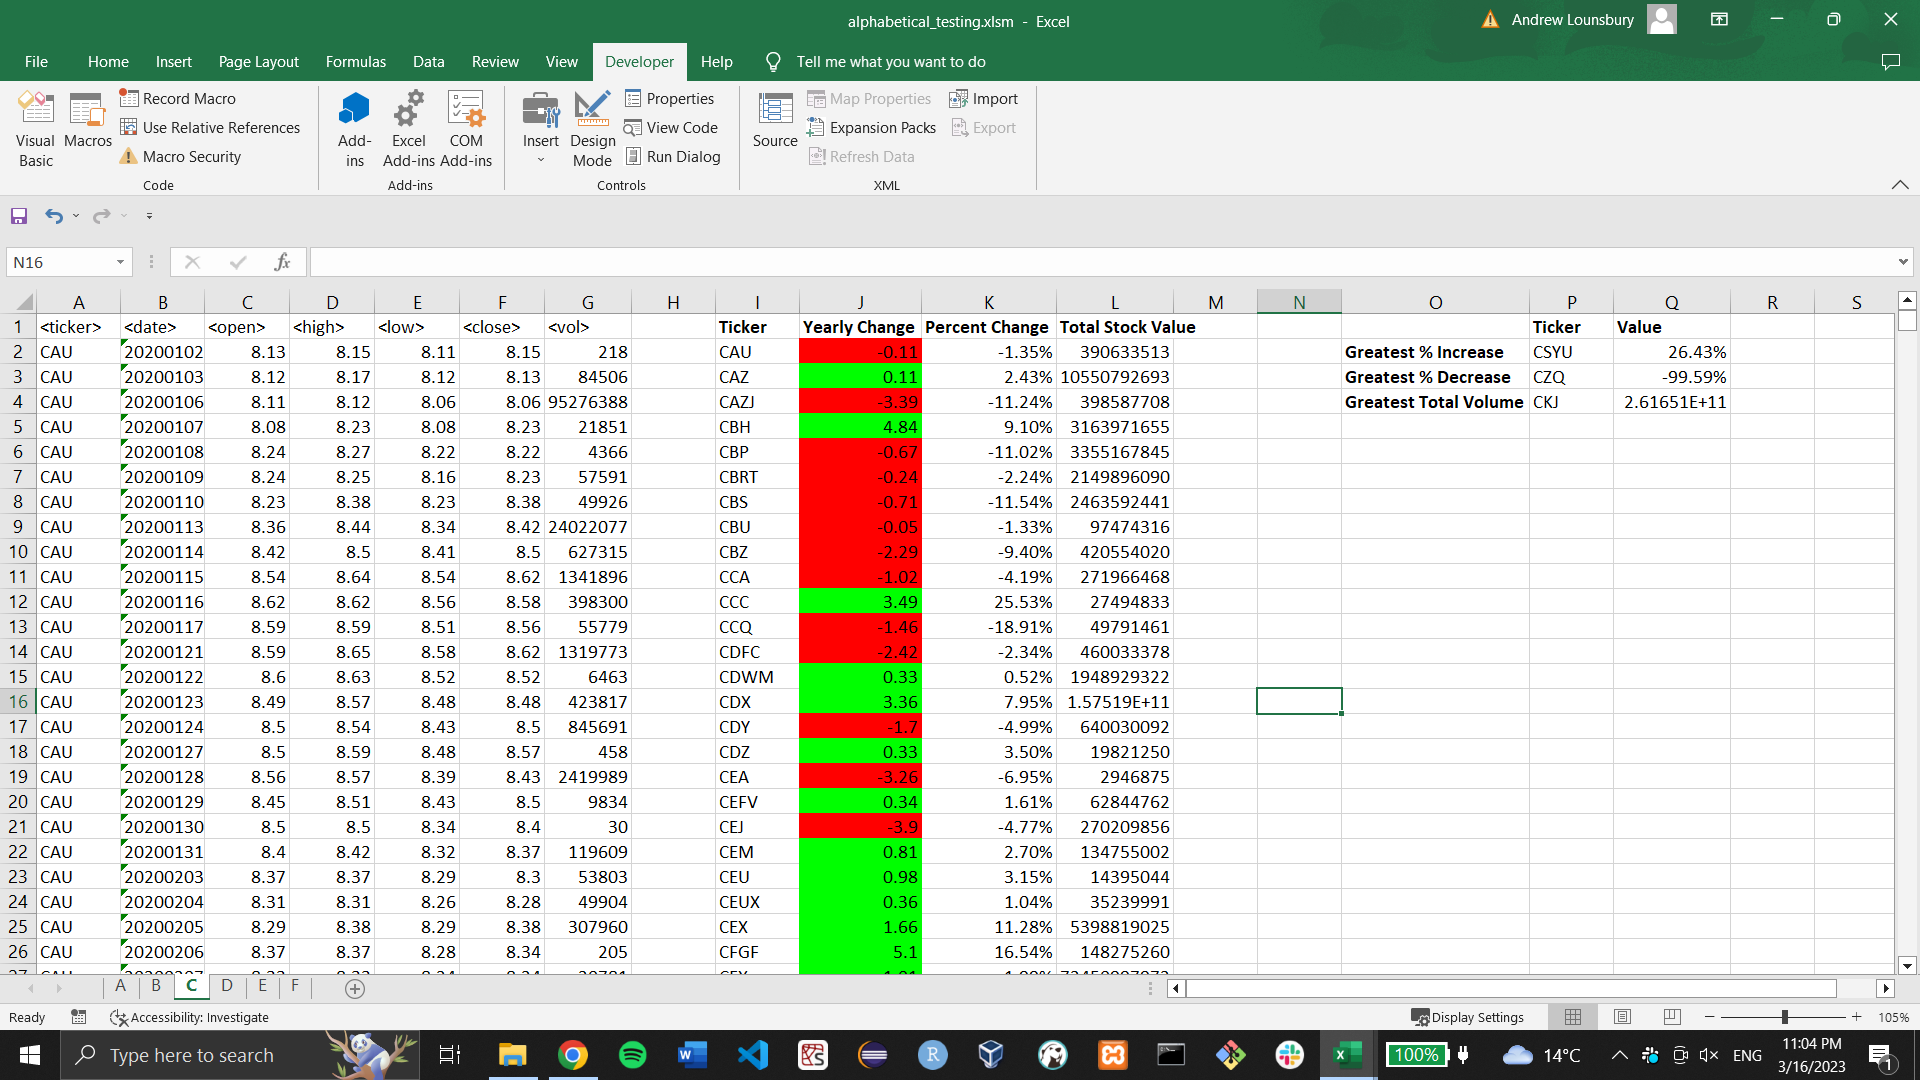 alphabetical_testing.xlsm - Excel
Andrew Lounsbury
File Home Insert Page Layout Formulas Data Review View Developer Help Tell me what you want to do
Visual Basic
Macros
Record Macro
Use Relative References
Macro Security
Code
Add-ins
Excel Add-ins
COM Add-ins
Add-ins
Insert
Design Mode
Properties
View Code
Run Dialog
Controls
Source
Map Properties
Expansion Packs
Refresh Data
Import
Export
XML
N16
fx
A B C D E F G H I J K L M N O P Q R S
1 <ticker> <date> <open> <high> <low> <close> <vol> Ticker Yearly Change Percent Change Total Stock Value Ticker Value
2 CAU 20200102 8.13 8.15 8.11 8.15 218 CAU -0.11 -1.35% 390633513 Greatest % Increase CSYU 26.43%
3 CAU 20200103 8.12 8.17 8.12 8.13 84506 CAZ 0.11 2.43% 10550792693 Greatest % Decrease CZQ -99.59%
4 CAU 20200106 8.11 8.12 8.06 8.06 95276388 CAZJ -3.39 -11.24% 398587708 Greatest Total Volume CKJ 2.61651E+11
5 CAU 20200107 8.08 8.23 8.08 8.23 21851 CBH 4.84 9.10% 3163971655
6 CAU 20200108 8.24 8.27 8.22 8.22 4366 CBP -0.67 -11.02% 3355167845
7 CAU 20200109 8.24 8.25 8.16 8.23 57591 CBRT -0.24 -2.24% 2149896090
8 CAU 20200110 8.23 8.38 8.23 8.38 49926 CBS -0.71 -11.54% 2463592441
9 CAU 20200113 8.36 8.44 8.34 8.42 24022077 CBU -0.05 -1.33% 97474316
10 CAU 20200114 8.42 8.5 8.41 8.5 627315 CBZ -2.29 -9.40% 420554020
11 CAU 20200115 8.54 8.64 8.54 8.62 1341896 CCA -1.02 -4.19% 271966468
12 CAU 20200116 8.62 8.62 8.56 8.58 398300 CCC 3.49 25.53% 27494833
13 CAU 20200117 8.59 8.59 8.51 8.56 55779 CCQ -1.46 -18.91% 49791461
14 CAU 20200121 8.59 8.65 8.58 8.62 1319773 CDFC -2.42 -2.34% 460033378
15 CAU 20200122 8.6 8.63 8.52 8.52 6463 CDWM 0.33 0.52% 1948929322
16 CAU 20200123 8.49 8.57 8.48 8.48 423817 CDX 3.36 7.95% 1.57519E+11
17 CAU 20200124 8.5 8.54 8.43 8.5 845691 CDY -1.7 -4.99% 640030092
18 CAU 20200127 8.5 8.59 8.48 8.57 458 CDZ 0.33 3.50% 19821250
19 CAU 20200128 8.56 8.57 8.39 8.43 2419989 CEA -3.26 -6.95% 2946875
20 CAU 20200129 8.45 8.51 8.43 8.5 9834 CEFV 0.34 1.61% 62844762
21 CAU 20200130 8.5 8.5 8.34 8.4 30 CEJ -3.9 -4.77% 270209856
22 CAU 20200131 8.4 8.42 8.32 8.37 119609 CEM 0.81 2.70% 134755002
23 CAU 20200203 8.37 8.37 8.29 8.3 53803 CEU 0.98 3.15% 14395044
24 CAU 20200204 8.31 8.31 8.26 8.28 49904 CEUX 0.36 1.04% 35239991
25 CAU 20200205 8.29 8.38 8.29 8.38 307960 CEX 1.66 11.28% 5398819025
26 CAU 20200206 8.37 8.37 8.28 8.34 205 CFGF 5.1 16.54% 148275260
A B C D E F
Ready Accessibility: Investigate Display Settings 105%
Type here to search
100% 14°C ENG 11:04 PM
3/16/2023
1